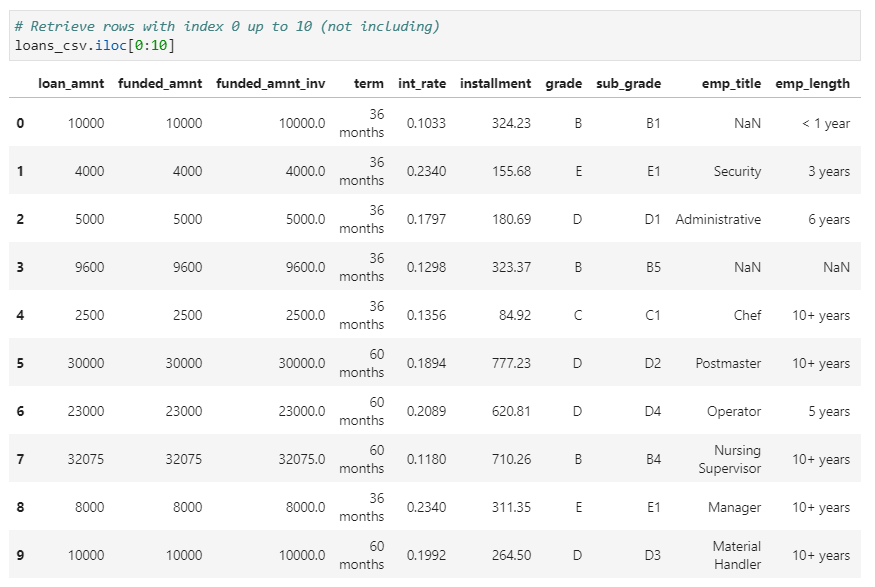 # Retrieve rows with index 0 up to 10 (not including)
loans_csv.iloc[0:10]
loan_amnt funded_amnt funded_amnt_inv term int_rate installment grade sub_grade emp_title emp_length
0 10000 10000 10000.0 36 months 0.1033 324.23 B B1 NaN < 1 year
1 4000 4000 4000.0 36 months 0.2340 155.68 E E1 Security 3 years
2 5000 5000 5000.0 36 months 0.1797 180.69 D D1 Administrative 6 years
3 9600 9600 9600.0 36 months 0.1298 323.37 B B5 NaN NaN
4 2500 2500 2500.0 36 months 0.1356 84.92 C C1 Chef 10+ years
5 30000 30000 30000.0 60 months 0.1894 777.23 D D2 Postmaster 10+ years
6 23000 23000 23000.0 60 months 0.2089 620.81 D D4 Operator 5 years
7 32075 32075 32075.0 60 months 0.1180 710.26 B B4 Nursing Supervisor 10+ years
8 8000 8000 8000.0 36 months 0.2340 311.35 E E1 Manager 10+ years
9 10000 10000 10000.0 60 months 0.1992 264.50 D D3 Material Handler 10+ years